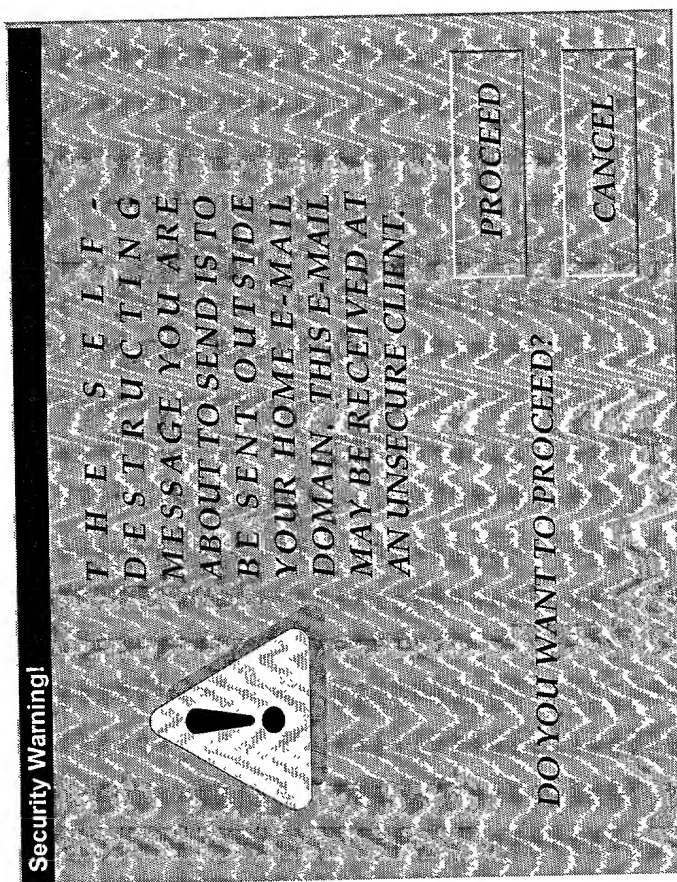 Security Warning!
T H E S E L F -
D E S T R U C T I N G
MESSAGE YOU ARE
ABOUT TO SEND IS TO
BE SENT OUTSIDE
YOUR HOME E-MAIL
DOMAIN. THIS E-MAIL
MAY BE RECEIVED AT
AN UNSECURE CLIENT.
DO YOU WANT TO PROCEED?
PROCEED
CANCEL